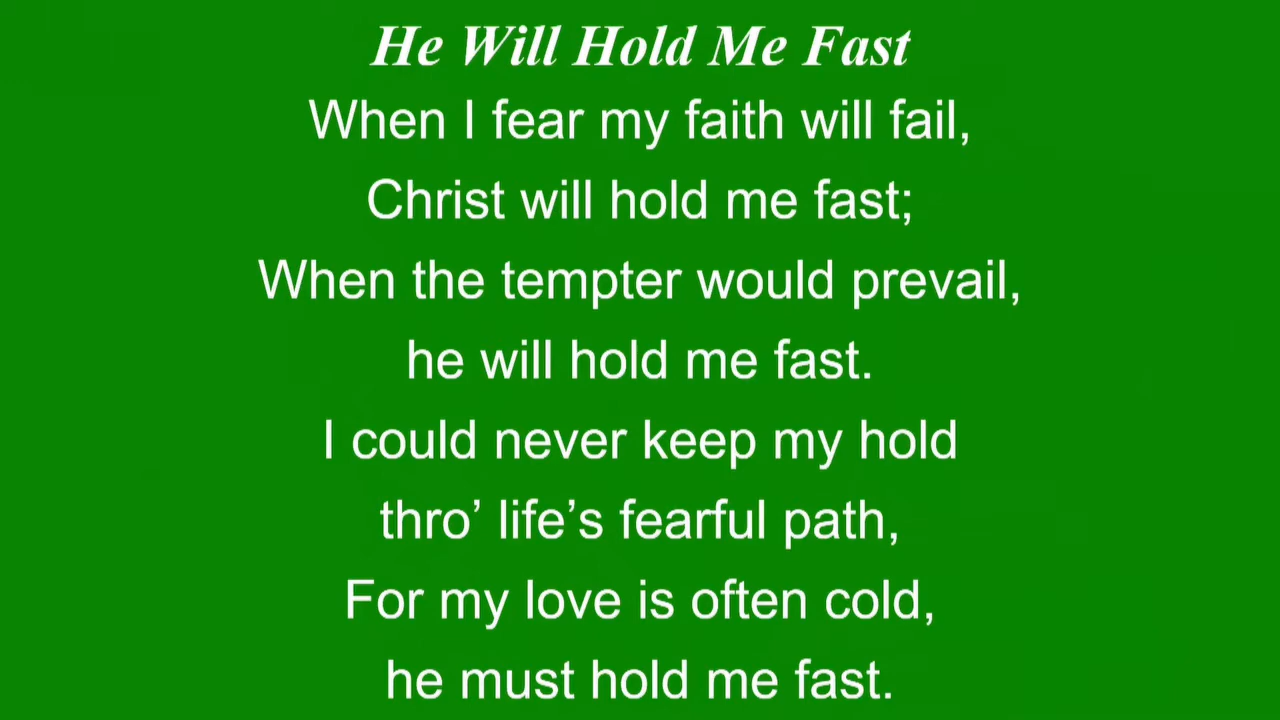 He Will Hold Me Fast
When I fear my faith will fail,
Christ will hold me fast;
When the tempter would prevail,
he will hold me fast.
I could never keep my hold
thro’ life’s fearful path,
For my love is often cold,
he must hold me fast.